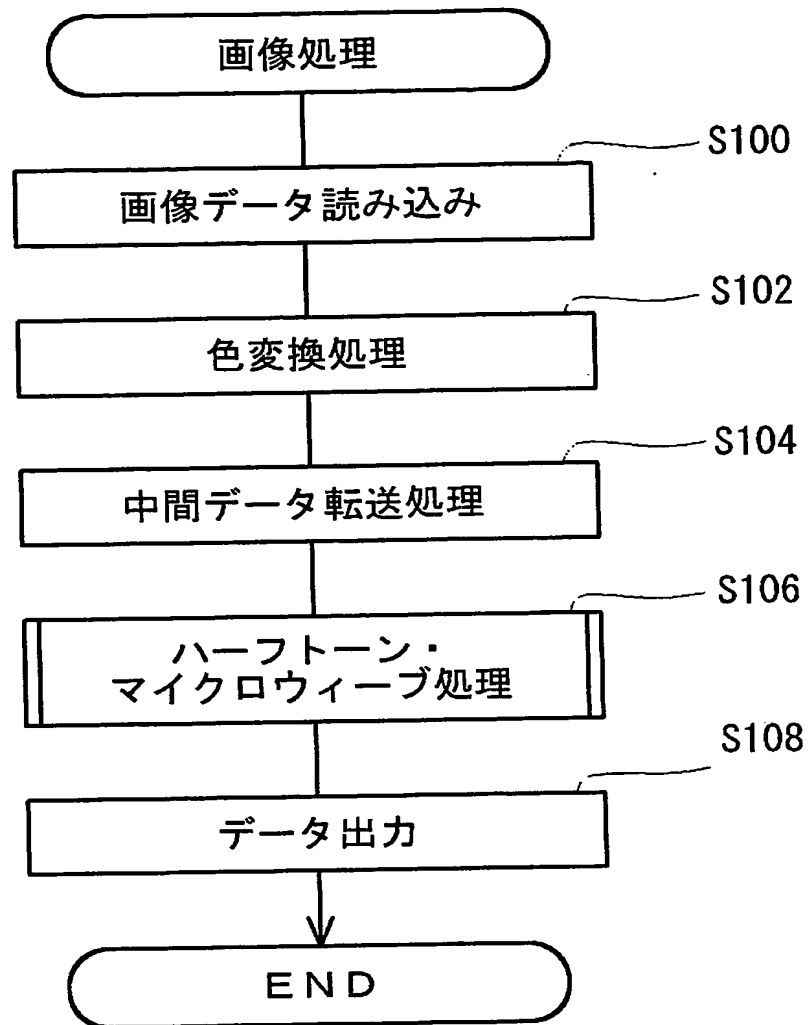 画像処理
S100
画像データ読み込み
S102
色変換処理
S104
中間データ転送処理
S106
ハーフトーン・
マイクロウィーブ処理
S108
データ出力
END